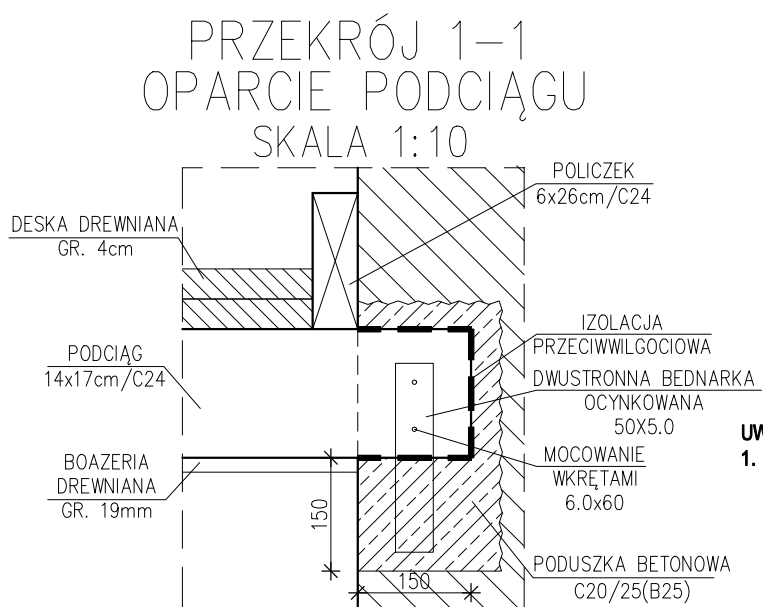 PRZEKRÓJ 1-1
OPARCIE PODCIĄGU
SKALA 1:10
POLICZEK
6x26cm/C24
DESKA DREWNIANA
GR. 4cm
IZOLACJA
PRZECIWWILGOCIOWA
PODCIĄG
14x17cm/C24
DWUSTRONNA BEDNARKA
OCYNKOWANA
50X5.0
UW
1.
BOAZERIA
DREWNIANA
GR. 19mm
MOCOWANIE
WKRĘTAMI
6.0x60
150
150
PODUSZKA BETONOWA
C20/25(B25)